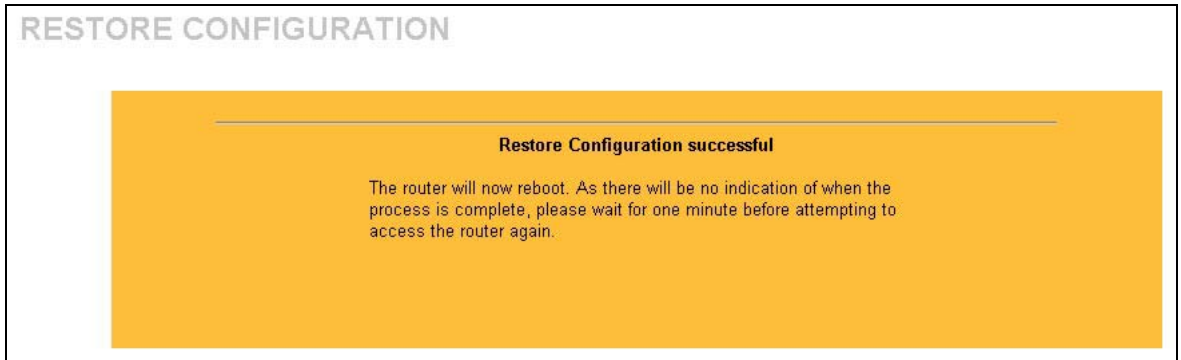 RESTORE CONFIGURATION
Restore Configuration successful
The router will now reboot. As there will be no indication of when the
process is complete, please wait for one minute before attempting to
access the router again.